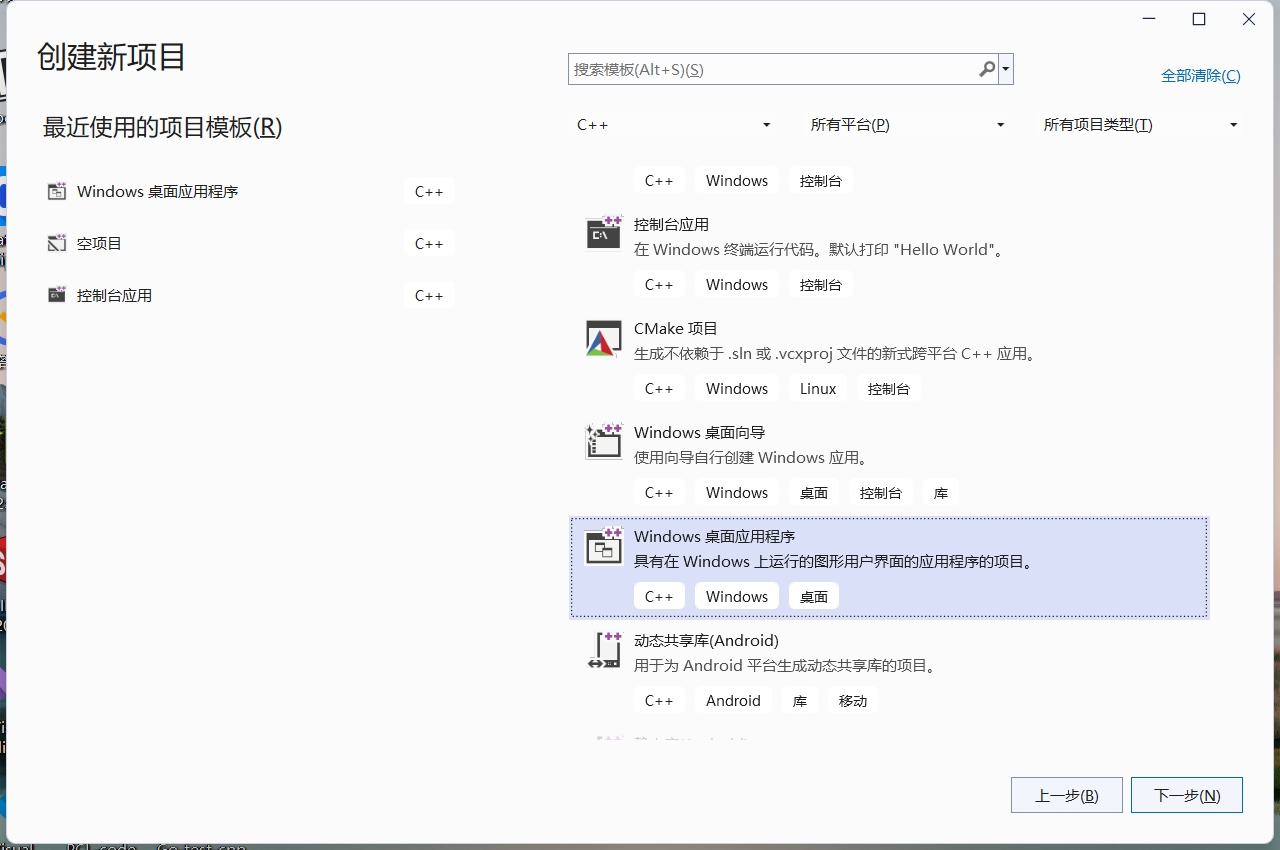 创建新项目
搜索模板(Alt+S)(S)
全部清除(C)
最近使用的项目模板(R)
C++
所有平台(P)
所有项目类型(T)
Windows 桌面应用程序
C++
空项目
C++
控制台应用
C++
C++ Windows 控制台
控制台应用
在 Windows 终端运行代码。默认打印 "Hello World"。
C++ Windows 控制台
CMake 项目
生成不依赖于 .sln 或 .vcxproj 文件的新式跨平台 C++ 应用。
C++ Windows Linux 控制台
Windows 桌面向导
使用向导自行创建 Windows 应用。
C++ Windows 桌面 控制台 库
Windows 桌面应用程序
具有在 Windows 上运行的图形用户界面的应用程序的项目。
C++ Windows 桌面
动态共享库(Android)
用于为 Android 平台生成动态共享库的项目。
C++ Android 库 移动
上一步(B)
下一步(N)